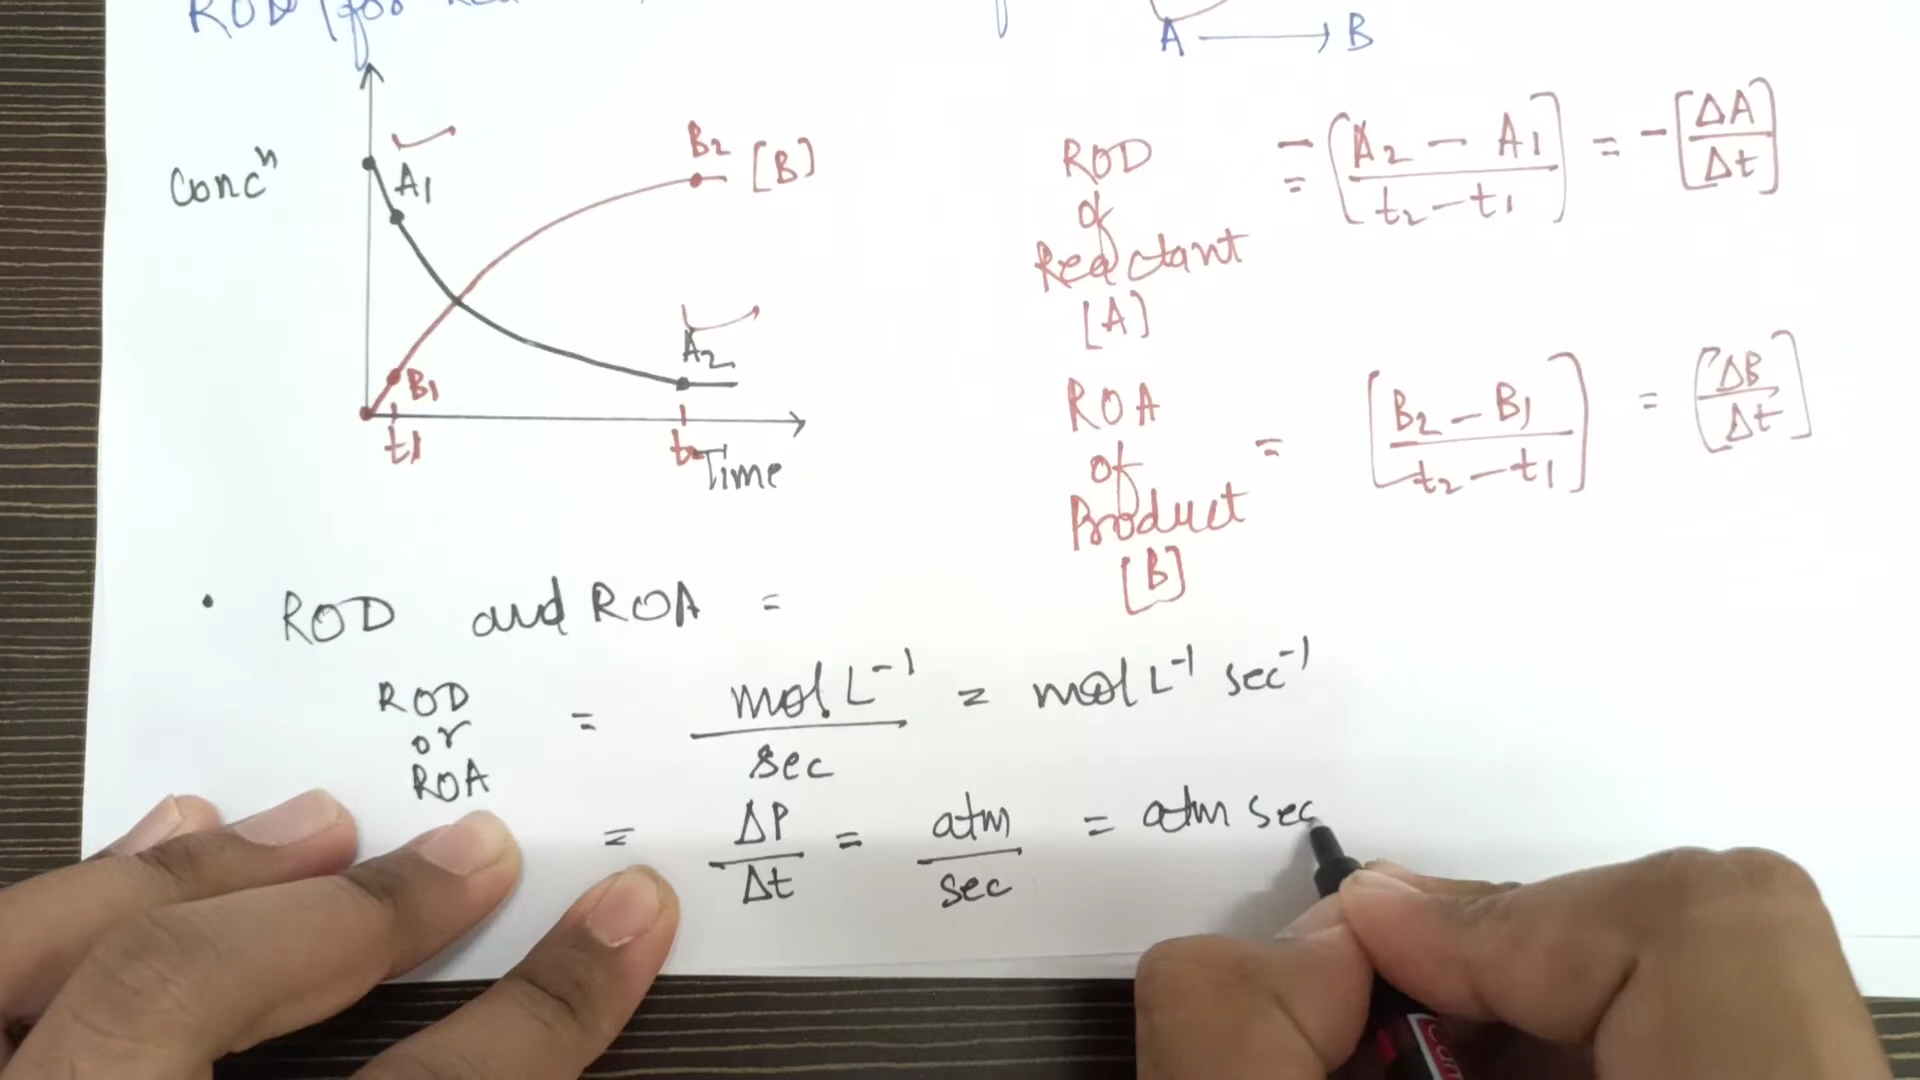 ROD (for
A → B
Concⁿ
A₁
B₂
[B]
A₂
B₁
t₁
t₂
Time
ROD of Reactant [A] = -[A₂ - A₁ / t₂ - t₁] = -[ΔA / Δt]
ROA of Product [B] = [B₂ - B₁ / t₂ - t₁] = [ΔB / Δt]
• ROD and ROA =
ROD or ROA = mol L⁻¹ / sec = mol L⁻¹ sec⁻¹
= ΔP / Δt = atm / sec = atm sec